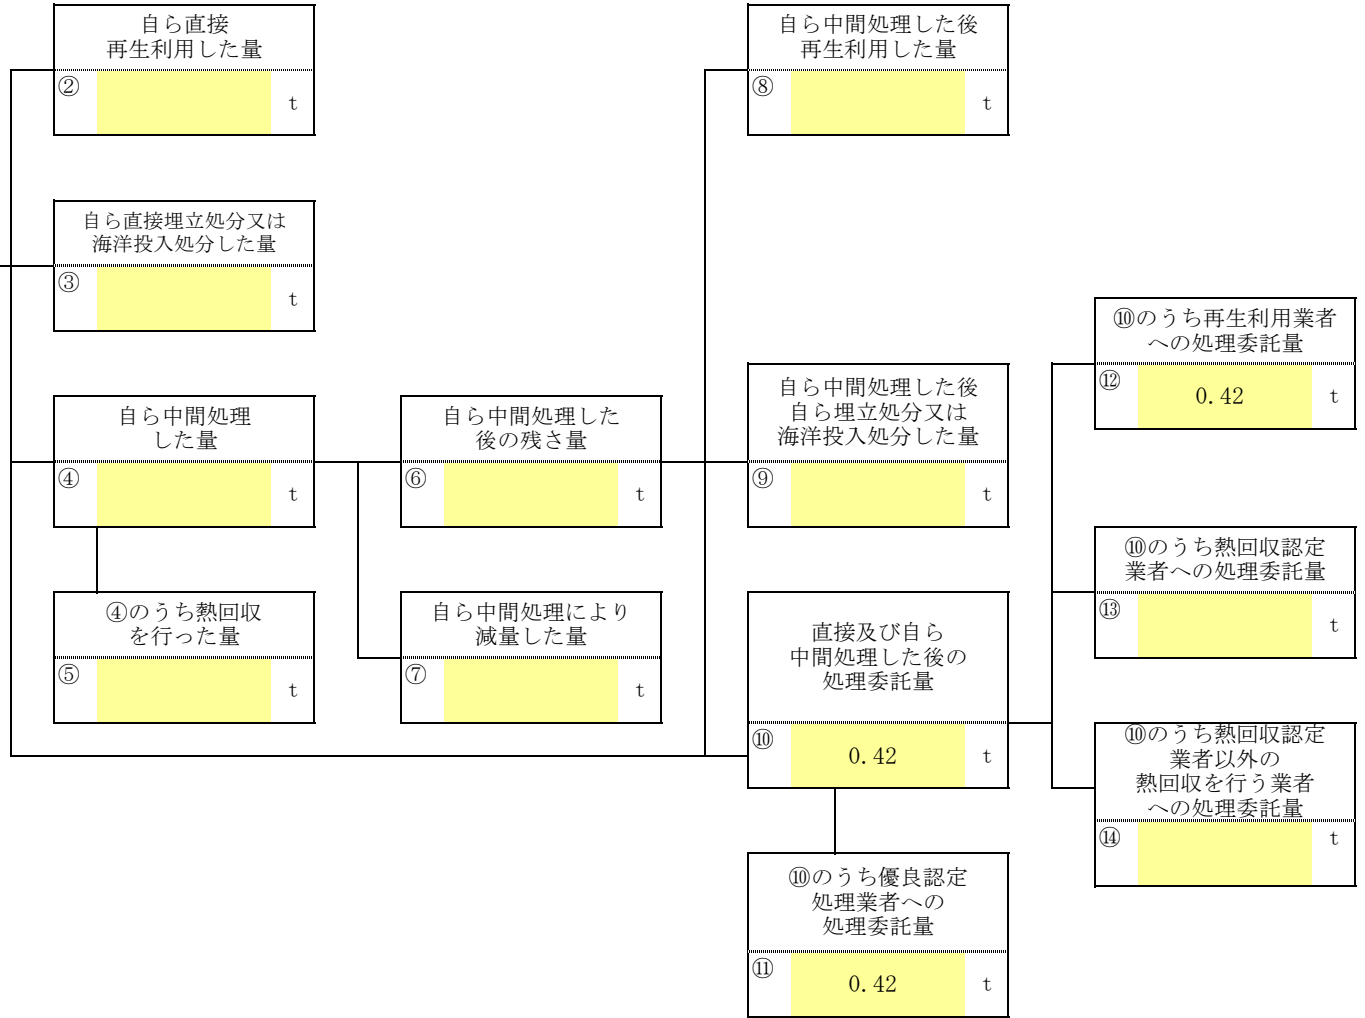 自ら直接
再生利用した量
②
t
自ら中間処理した後
再生利用した量
⑧
t
自ら直接埋立処分又は
海洋投入処分した量
③
t
⑩のうち再生利用業者
への処理委託量
⑫
0.42
t
自ら中間処理
した量
④
t
自ら中間処理した
後の残さ量
⑥
t
自ら中間処理した後
自ら埋立処分又は
海洋投入処分した量
⑨
t
⑩のうち熱回収認定
業者への処理委託量
⑬
t
④のうち熱回収
を行った量
⑤
t
自ら中間処理により
減量した量
⑦
t
直接及び自ら
中間処理した後の
処理委託量
⑩
0.42
t
⑩のうち熱回収認定
業者以外の
熱回収を行う業者
への処理委託量
⑭
t
⑩のうち優良認定
処理業者への
処理委託量
⑪
0.42
t